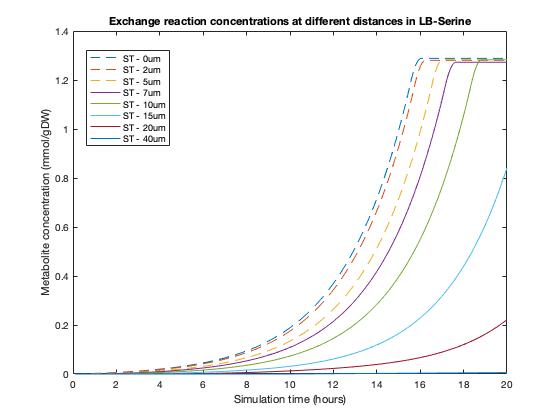 Exchange reaction concentrations at different distances in LB-Serine
1.4
1.2
1
0.8
0.6
0.4
0.2
0
Metabolite concentration (mmol/gDW)
ST - 0um
ST - 2um
ST - 5um
ST - 7um
ST - 10um
ST - 15um
ST - 20um
ST - 40um
0 2 4 6 8 10 12 14 16 18 20
Simulation time (hours)